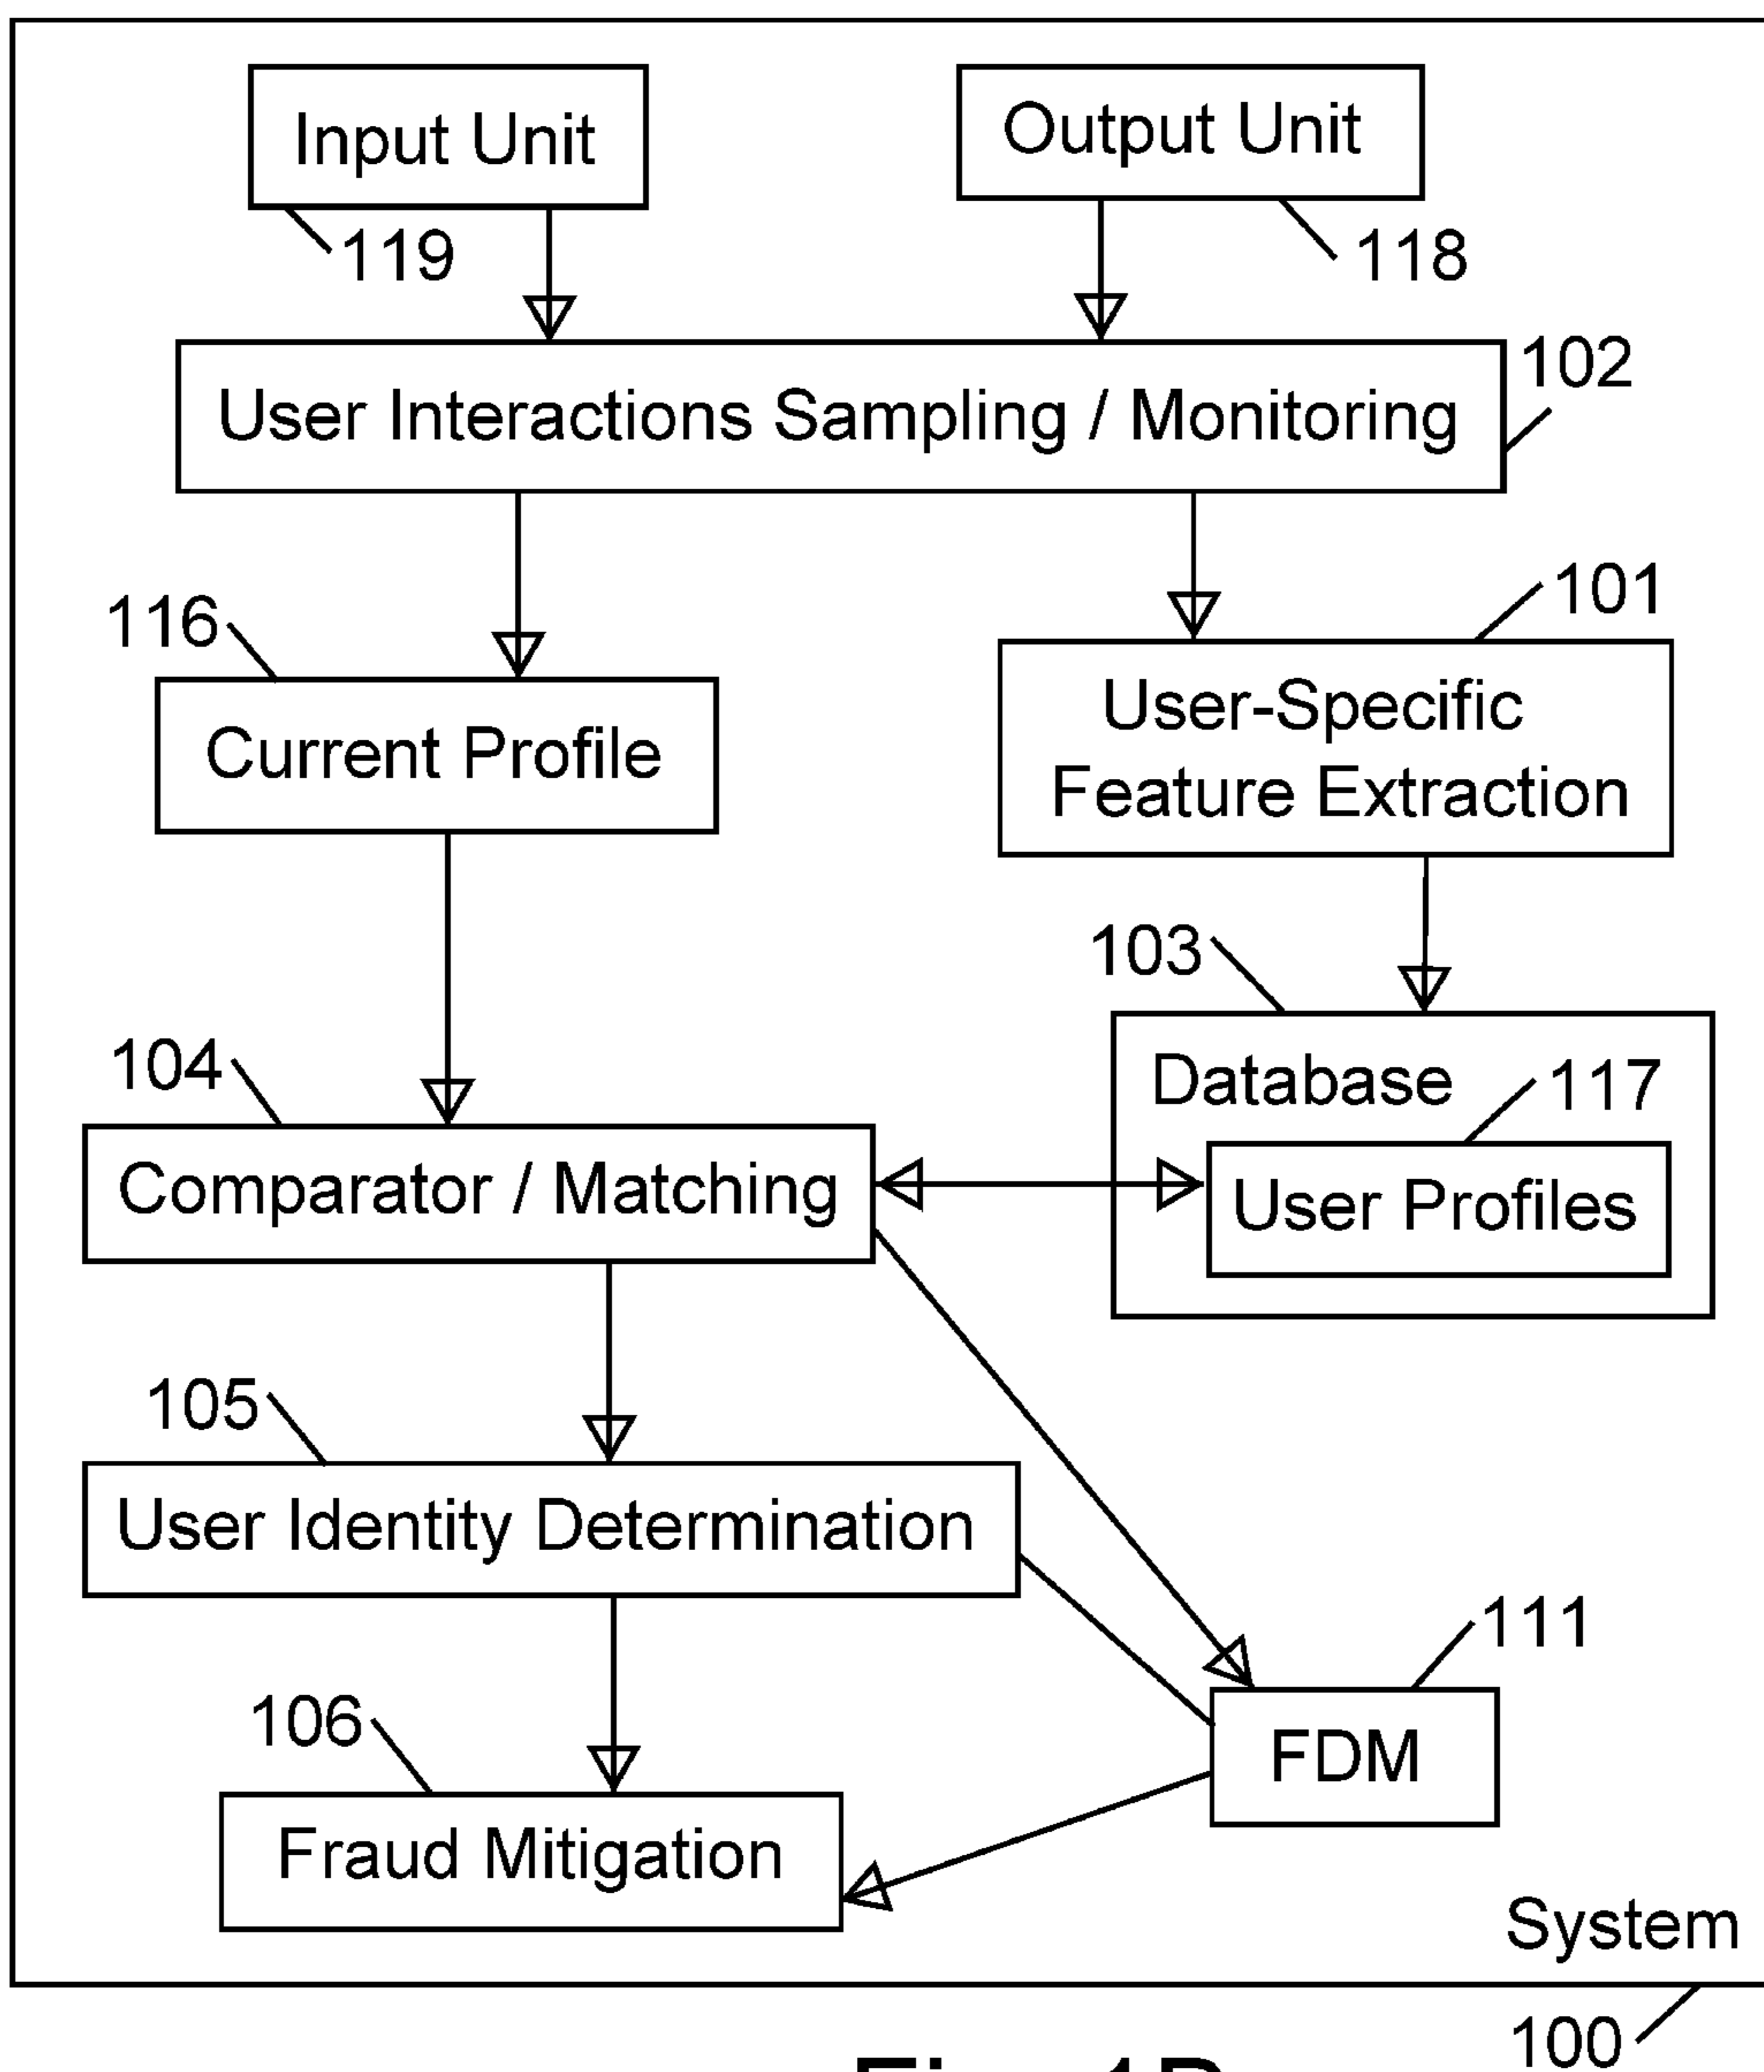 Input Unit
Output Unit
119
118
102
User Interactions Sampling / Monitoring
101
116
User-Specific
Feature Extraction
Current Profile
103
104
Database
117
Comparator / Matching
User Profiles
105
User Identity Determination
111
106
FDM
Fraud Mitigation
System
100